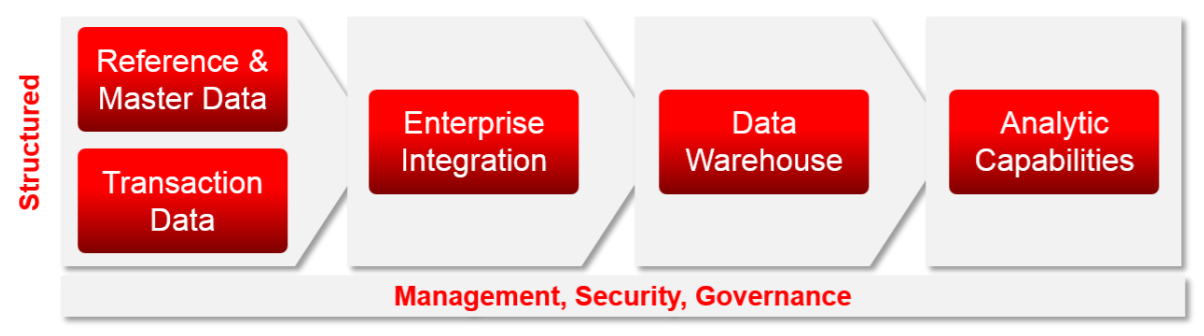 Structured
Reference &
Master Data
Transaction
Data
Enterprise
Integration
Data
Warehouse
Analytic
Capabilities
Management, Security, Governance